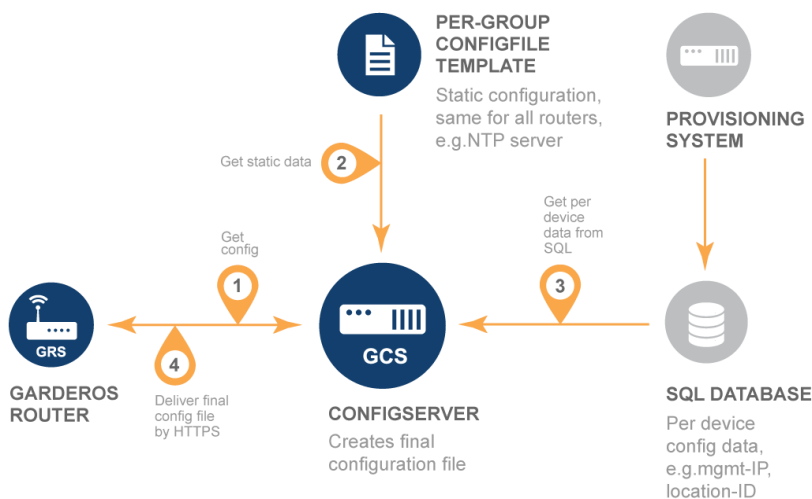 PER-GROUP
CONFIGFILE
TEMPLATE
Static configuration,
same for all routers,
e.g.NTP server
PROVISIONING
SYSTEM
Get static data
2
Get per
device
data from
SQL
3
Get
config
1
GRS
GARDEROS
ROUTER
4
Deliver final
config file
by HTTPS
GCS
CONFIGSERVER
Creates final
configuration file
SQL DATABASE
Per device
config data,
e.g.mgmt-IP,
location-ID